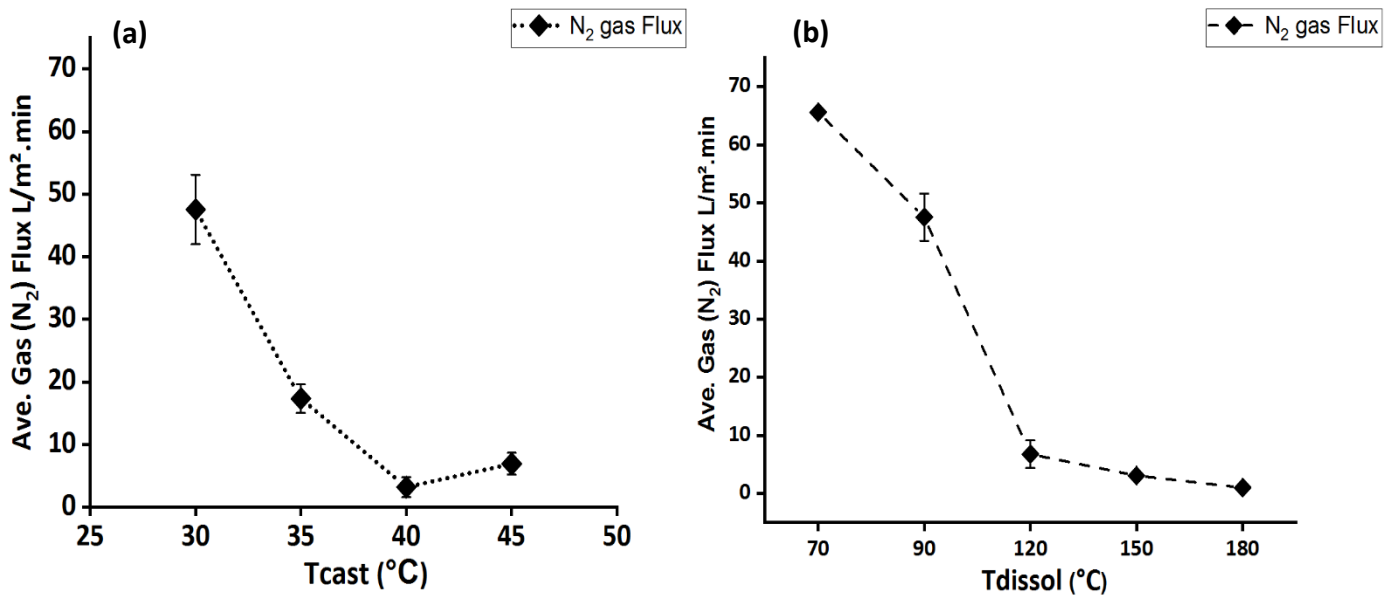 (a)
N₂ gas Flux
Ave. Gas (N₂) Flux L/m².min
70
60
50
40
30
20
10
0
25 30 35 40 45 50
Tcast (°C)
(b)
N₂ gas Flux
Ave. Gas (N₂) Flux L/m².min
70
60
50
40
30
20
10
0
70 90 120 150 180
Tdissol (°C)